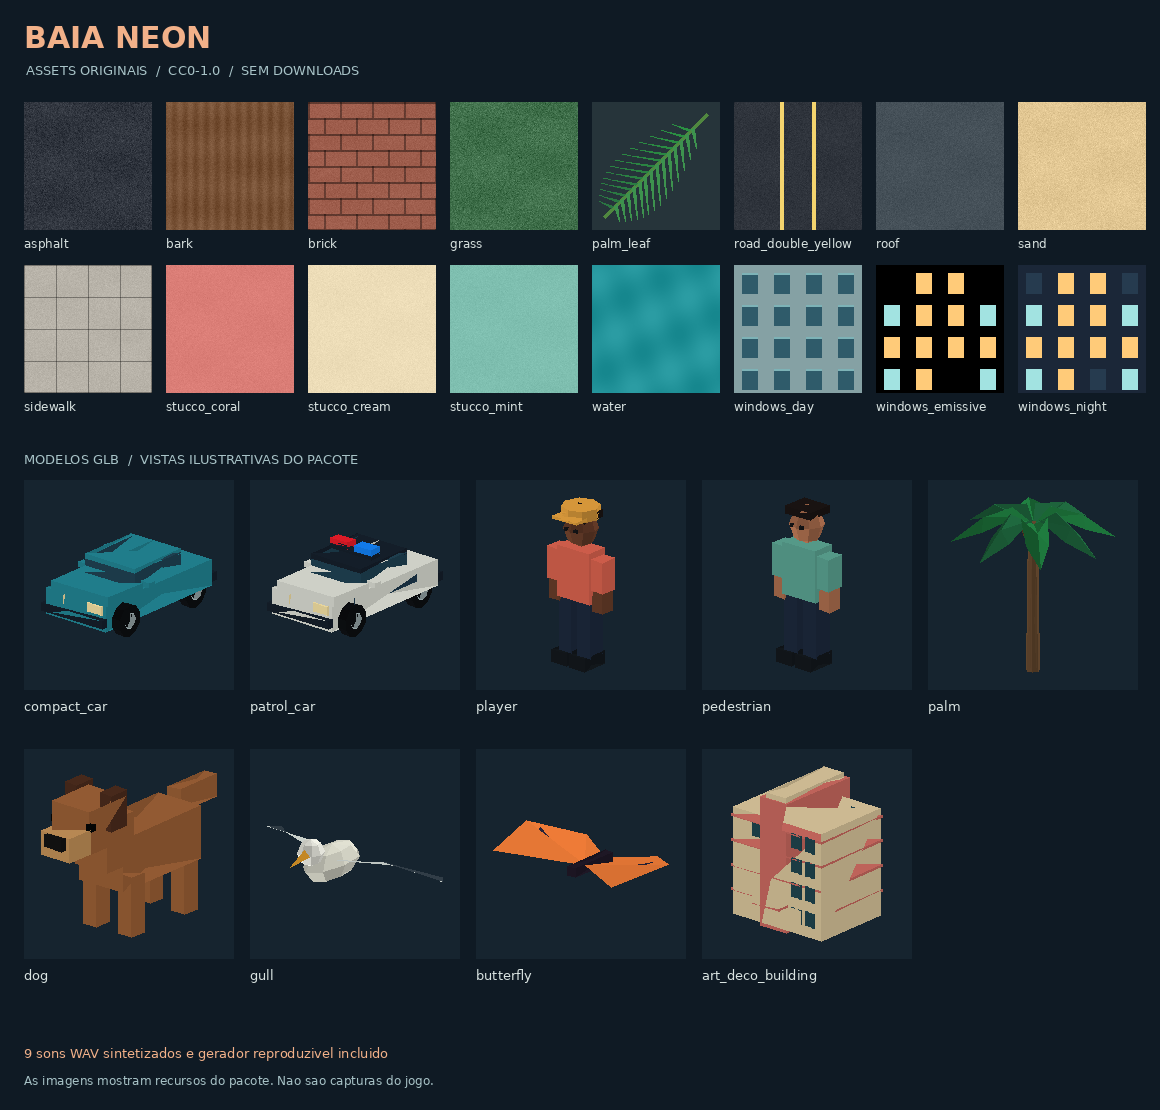 BAIA NEON
ASSETS ORIGINAIS / CC0-1.0 / SEM DOWNLOADS
asphalt bark brick grass palm_leaf road_double_yellow roof sand
sidewalk stucco_coral stucco_cream stucco_mint water windows_day windows_emissive windows_night
MODELOS GLB / VISTAS ILUSTRATIVAS DO PACOTE
compact_car patrol_car player pedestrian palm
dog gull butterfly art_deco_building
9 sons WAV sintetizados e gerador reproduzivel incluido
As imagens mostram recursos do pacote. Nao sao capturas do jogo.